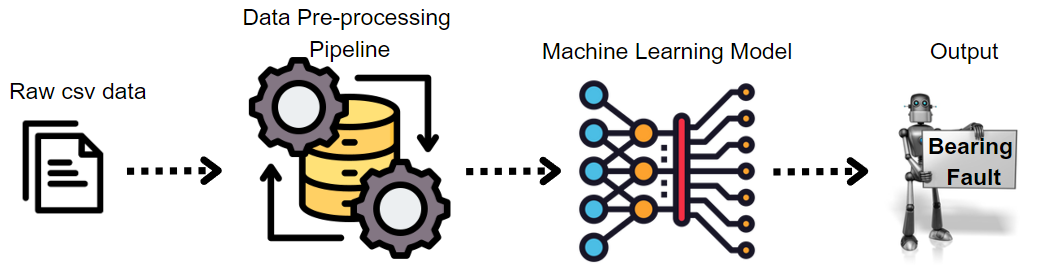 Raw csv data
Data Pre-processing
Pipeline
Machine Learning Model
Output
Bearing
Fault